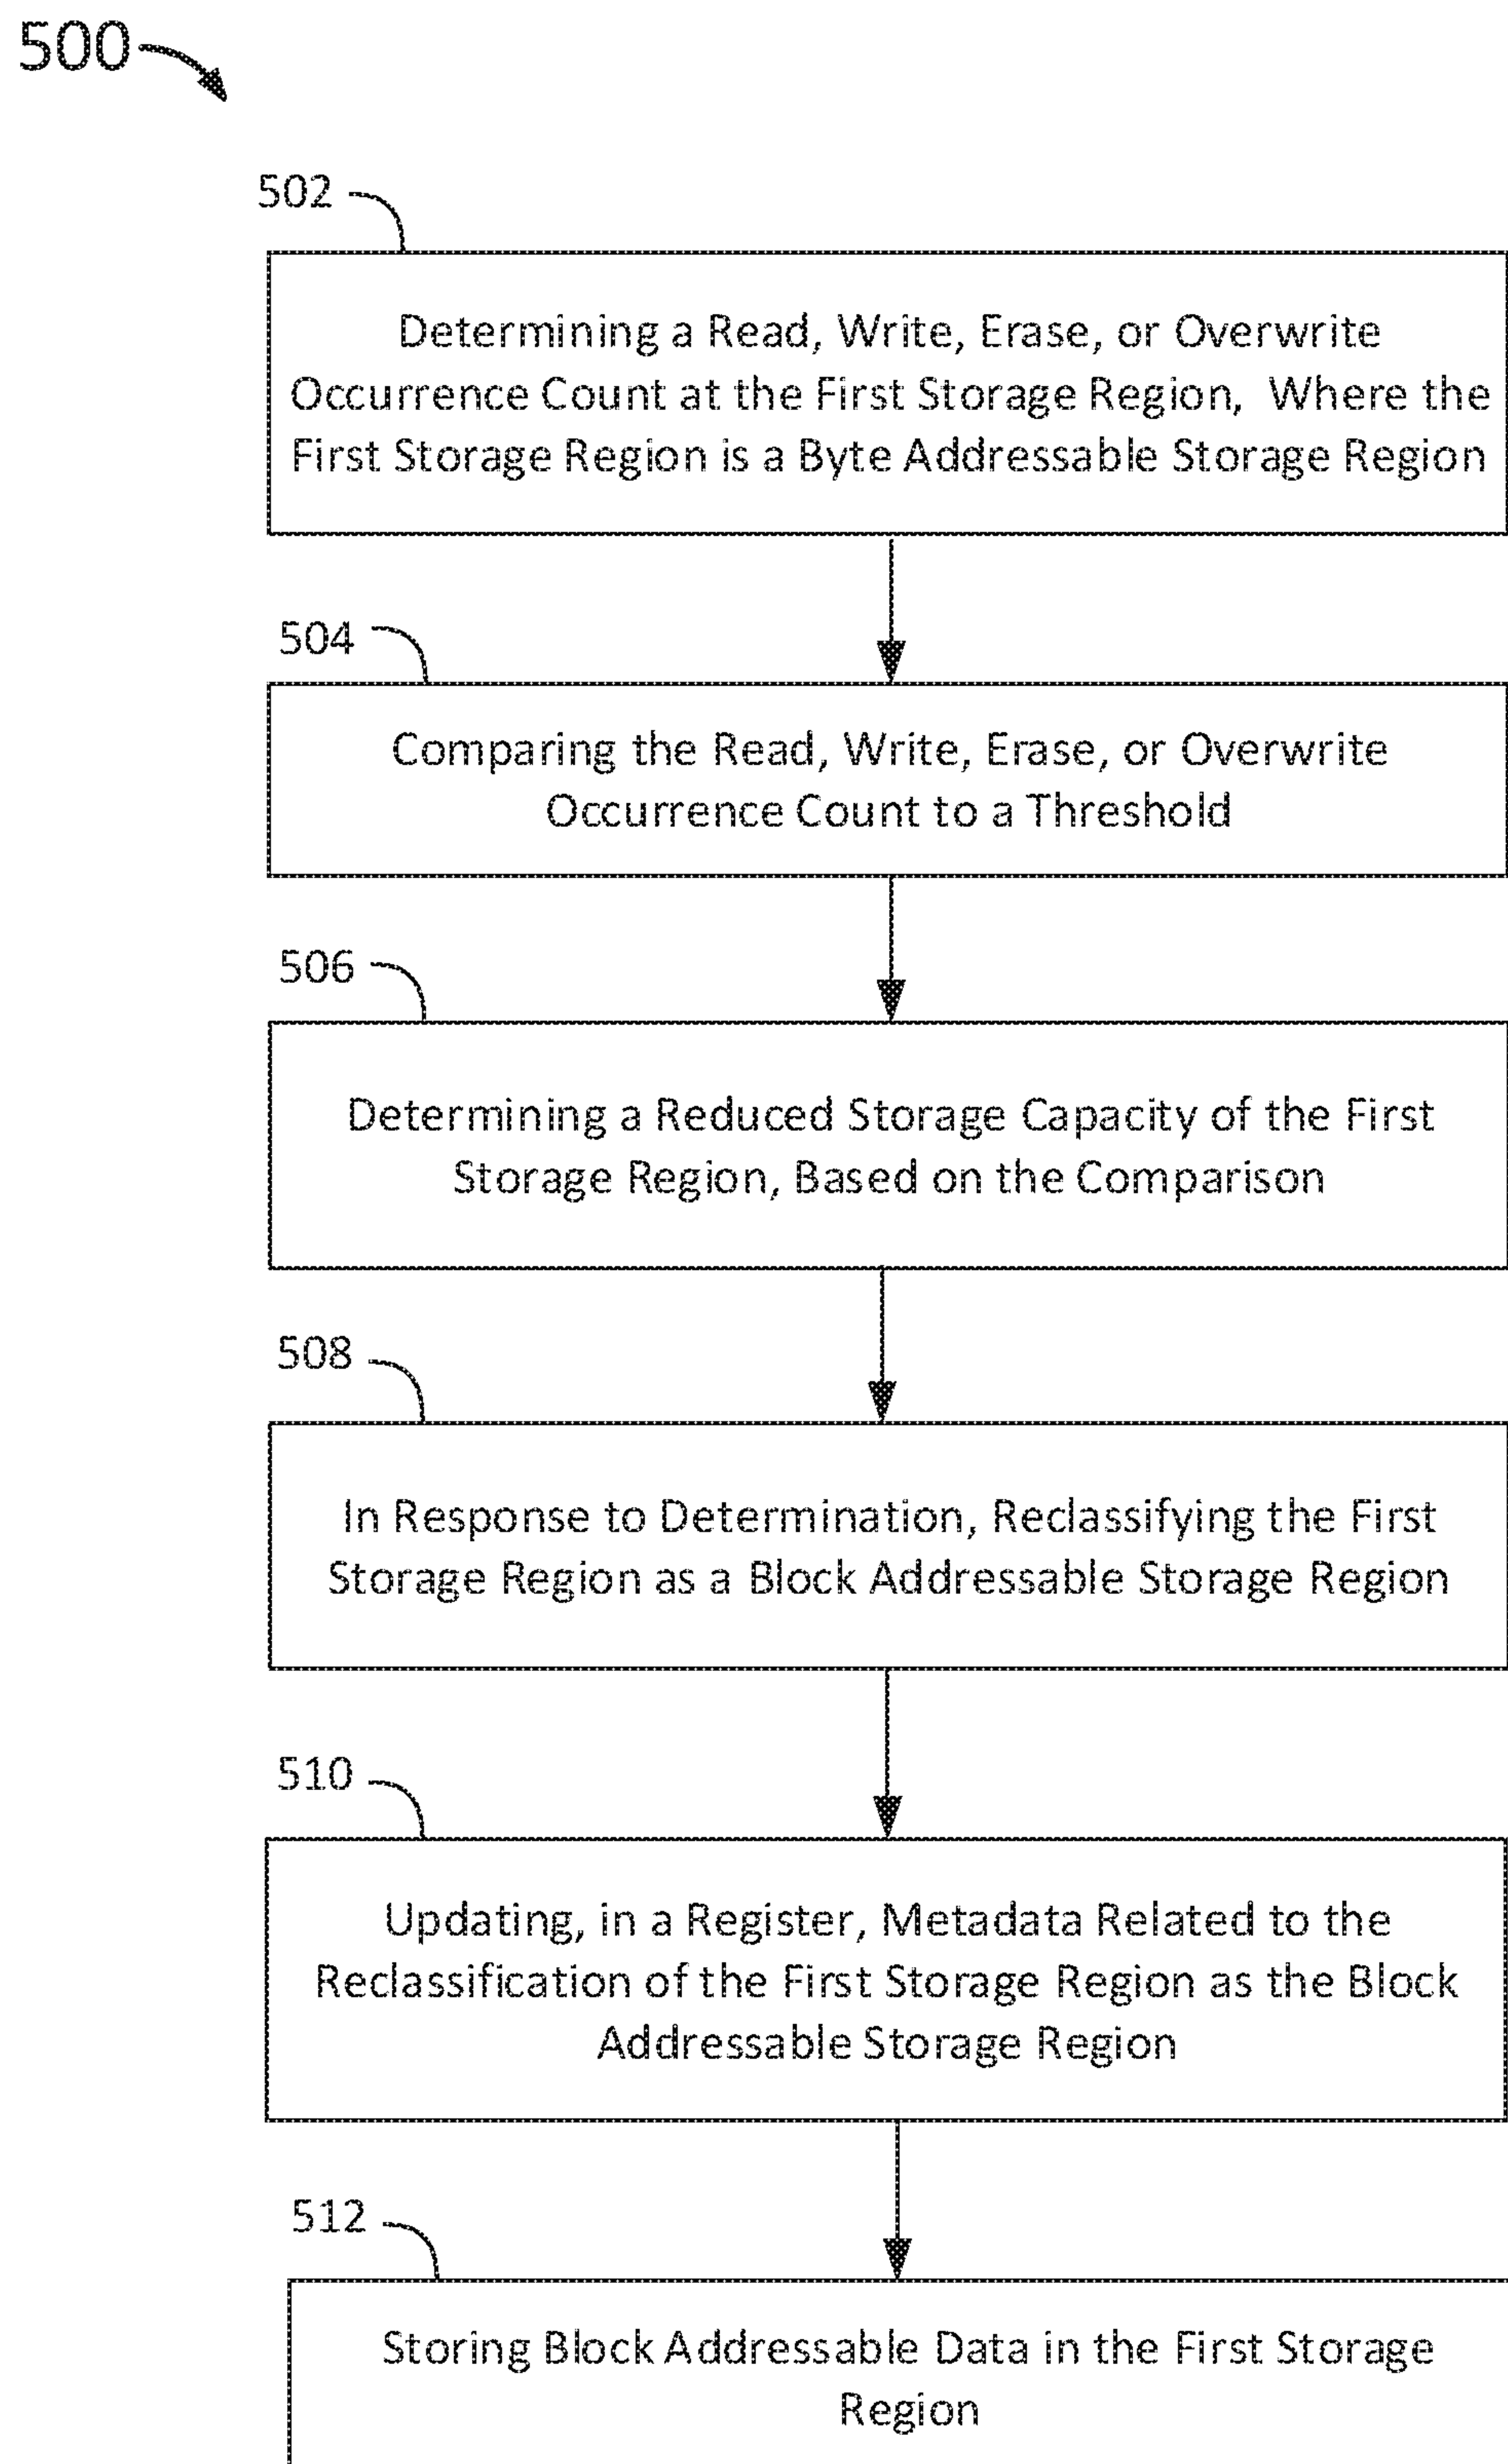 500
502
Determining a Read, Write, Erase, or Overwrite
Occurrence Count at the First Storage Region, Where the
First Storage Region is a Byte Addressable Storage Region
504
Comparing the Read, Write, Erase, or Overwrite
Occurrence Count to a Threshold
506
Determining a Reduced Storage Capacity of the First
Storage Region, Based on the Comparison
508
In Response to Determination, Reclassifying the First
Storage Region as a Block Addressable Storage Region
510
Updating, in a Register, Metadata Related to the
Reclassification of the First Storage Region as the Block
Addressable Storage Region
512
Storing Block Addressable Data in the First Storage
Region